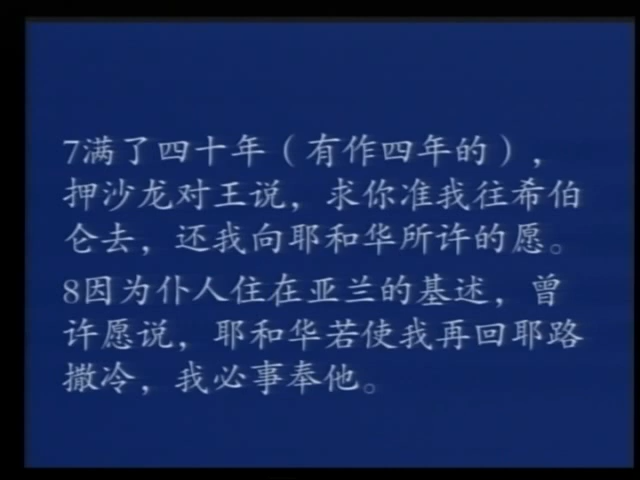 7满了四十年（有作四年的），
押沙龙对王说，求你准我往希伯
仑去，还我向耶和华所许的愿。
8因为仆人住在亚兰的基述，曾
许愿说，耶和华若使我再回耶路
撒冷，我必事奉他。